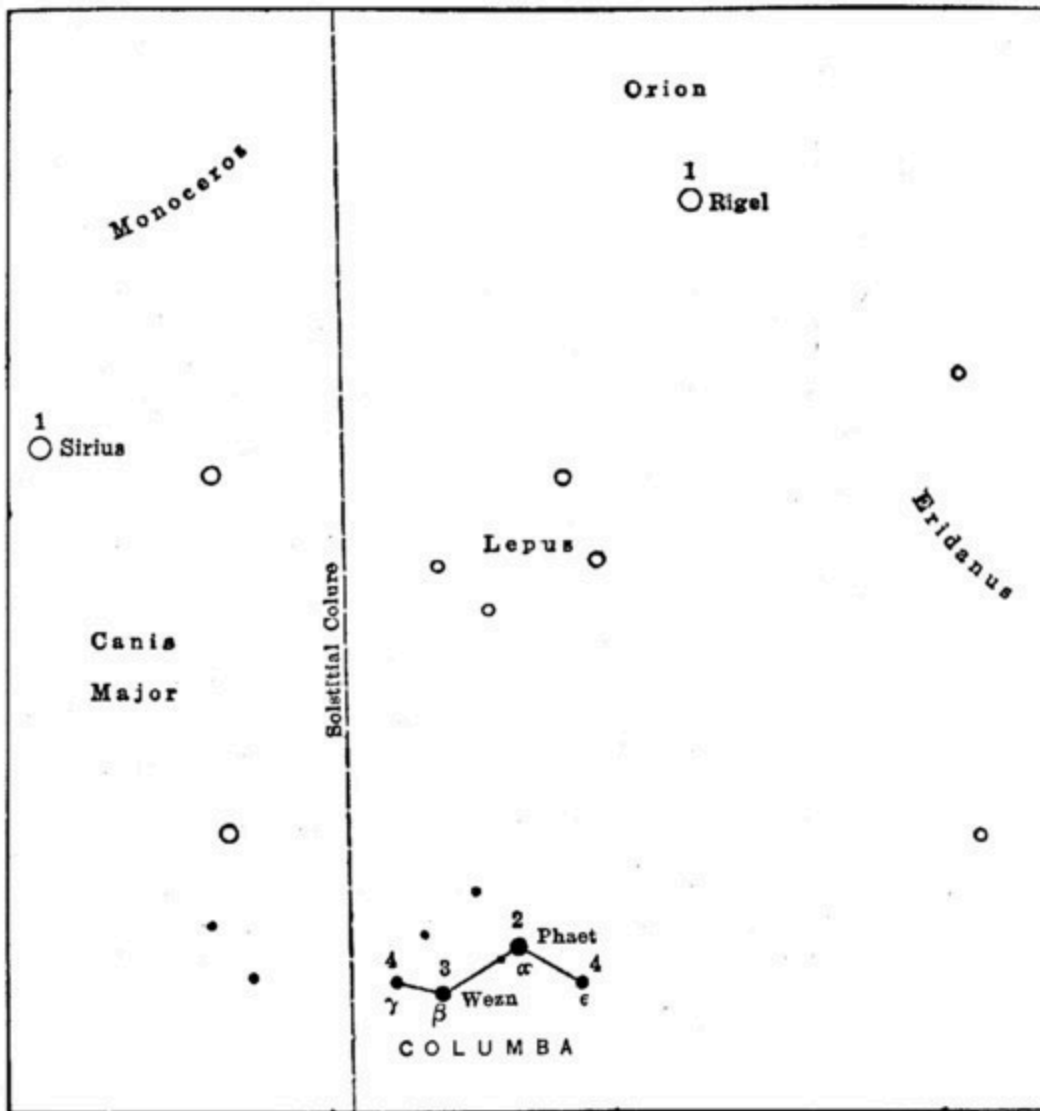 Orion
Monoceros
1
Rigel
1
Sirius
Lepus
Eridanus
Solstitial Colure
Canis
Major
2
Phaet
α
4
γ
3
β
Wezn
4
ϵ
COLUMBA